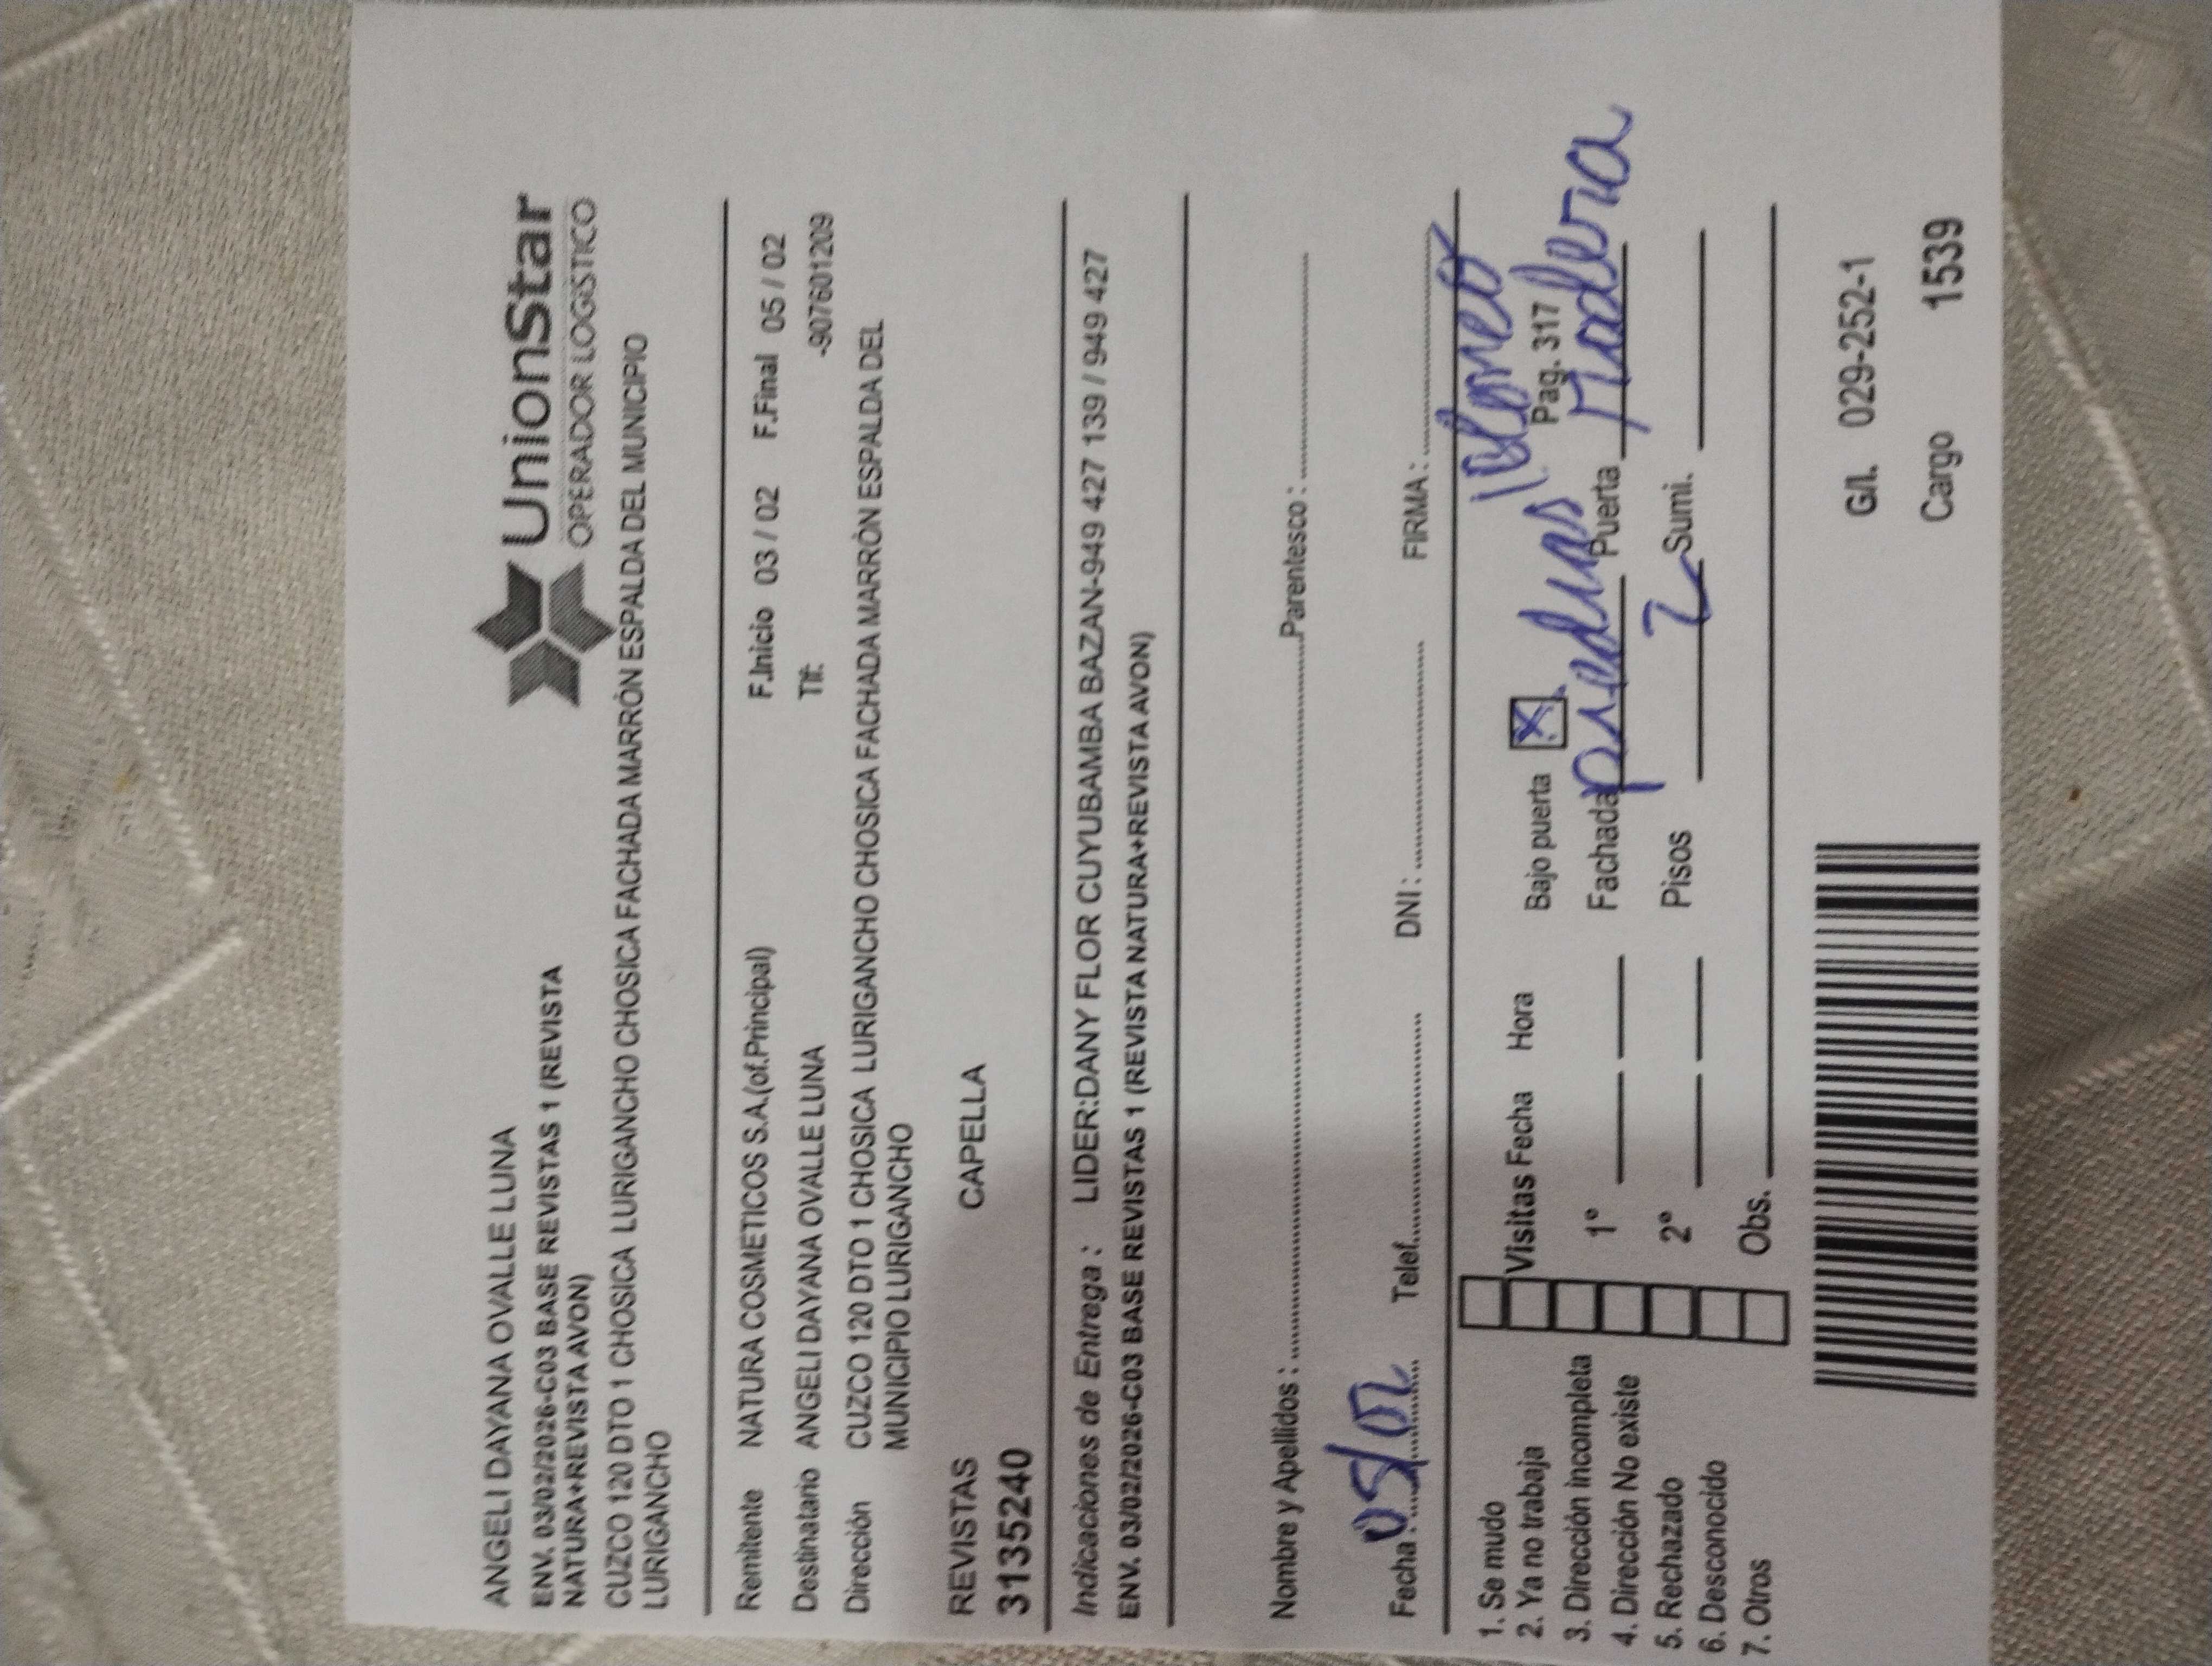 UnionStar
OPERADOR LOGÍSTICO
ANGELI DAYANA OVALLE LUNA
ENV. 03/02/2026-C03 BASE REVISTAS 1 (REVISTA
NATURA+REVISTA AVON)
CUZCO 120 DTO 1 CHOSICA LURIGANCHO CHOSICA FACHADA MARRÒN ESPALDA DEL MUNICIPIO
LURIGANCHO
Remitente NATURA COSMETICOS S.A.(of.Principal) F.Inicio 03 / 02 F.Final 05 / 02
Destinatario ANGELI DAYANA OVALLE LUNA Tlf: -907601209
Dirección CUZCO 120 DTO 1 CHOSICA LURIGANCHO CHOSICA FACHADA MARRÒN ESPALDA DEL
MUNICIPIO LURIGANCHO
REVISTAS CAPELLA
3135240
Indicaciones de Entrega : LIDER:DANY FLOR CUYUBAMBA BAZAN-949 427 139 / 949 427
ENV. 03/02/2026-C03 BASE REVISTAS 1 (REVISTA NATURA+REVISTA AVON)
Nombre y Apellidos : Parentesco :
Fecha : 05/02 Telef. DNI : FIRMA :
1. Se mudo
2. Ya no trabaja
3. Dirección incompleta
4. Dirección No existe
5. Rechazado
6. Desconocido
7. Otros
Visitas Fecha Hora Bajo puerta X Pag. 317
1° Fachada piedras Puerta Madera
2° Pisos 2 Sumi.
Obs.
G/l. 029-252-1
Cargo 1539